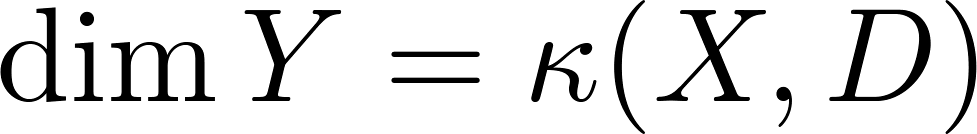 dim Y = κ(X, D)